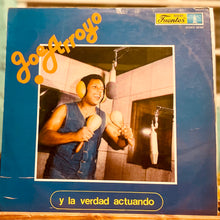 Joe Arroyo
Fuentes
y la verdad actuando